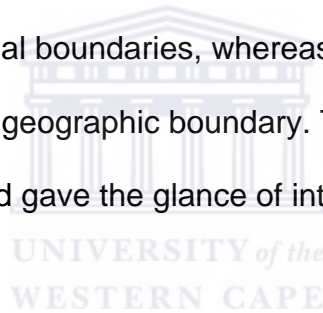 al boundaries, whereas
geographic boundary. T
d gave the glance of int
UNIVERSITY of the
WESTERN CAPE